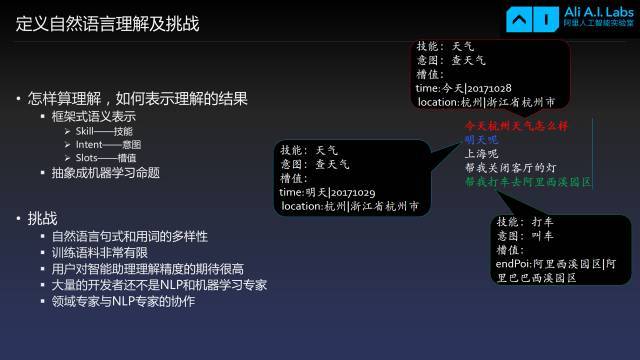 定义自然语言理解及挑战
Ali A.I. Labs
阿里人工智能实验室
• 怎样算理解，如何表示理解的结果
▪ 框架式语义表示
➢ Skill——技能
➢ Intent——意图
➢ Slots——槽值
▪ 抽象成机器学习命题
• 挑战
▪ 自然语言句式和用词的多样性
▪ 训练语料非常有限
▪ 用户对智能助理理解精度的期待很高
▪ 大量的开发者还不是NLP和机器学习专家
▪ 领域专家与NLP专家的协作
技能：天气
意图：查天气
槽值：
time:今天|20171028
location:杭州|浙江省杭州市
今天杭州天气怎么样
明天呢
上海呢
帮我关闭客厅的灯
帮我打车去阿里西溪园区
技能：天气
意图：查天气
槽值：
time:明天|20171029
location:杭州|浙江省杭州市
技能：打车
意图：叫车
槽值：
endPoi:阿里西溪园区|阿
里巴巴西溪园区